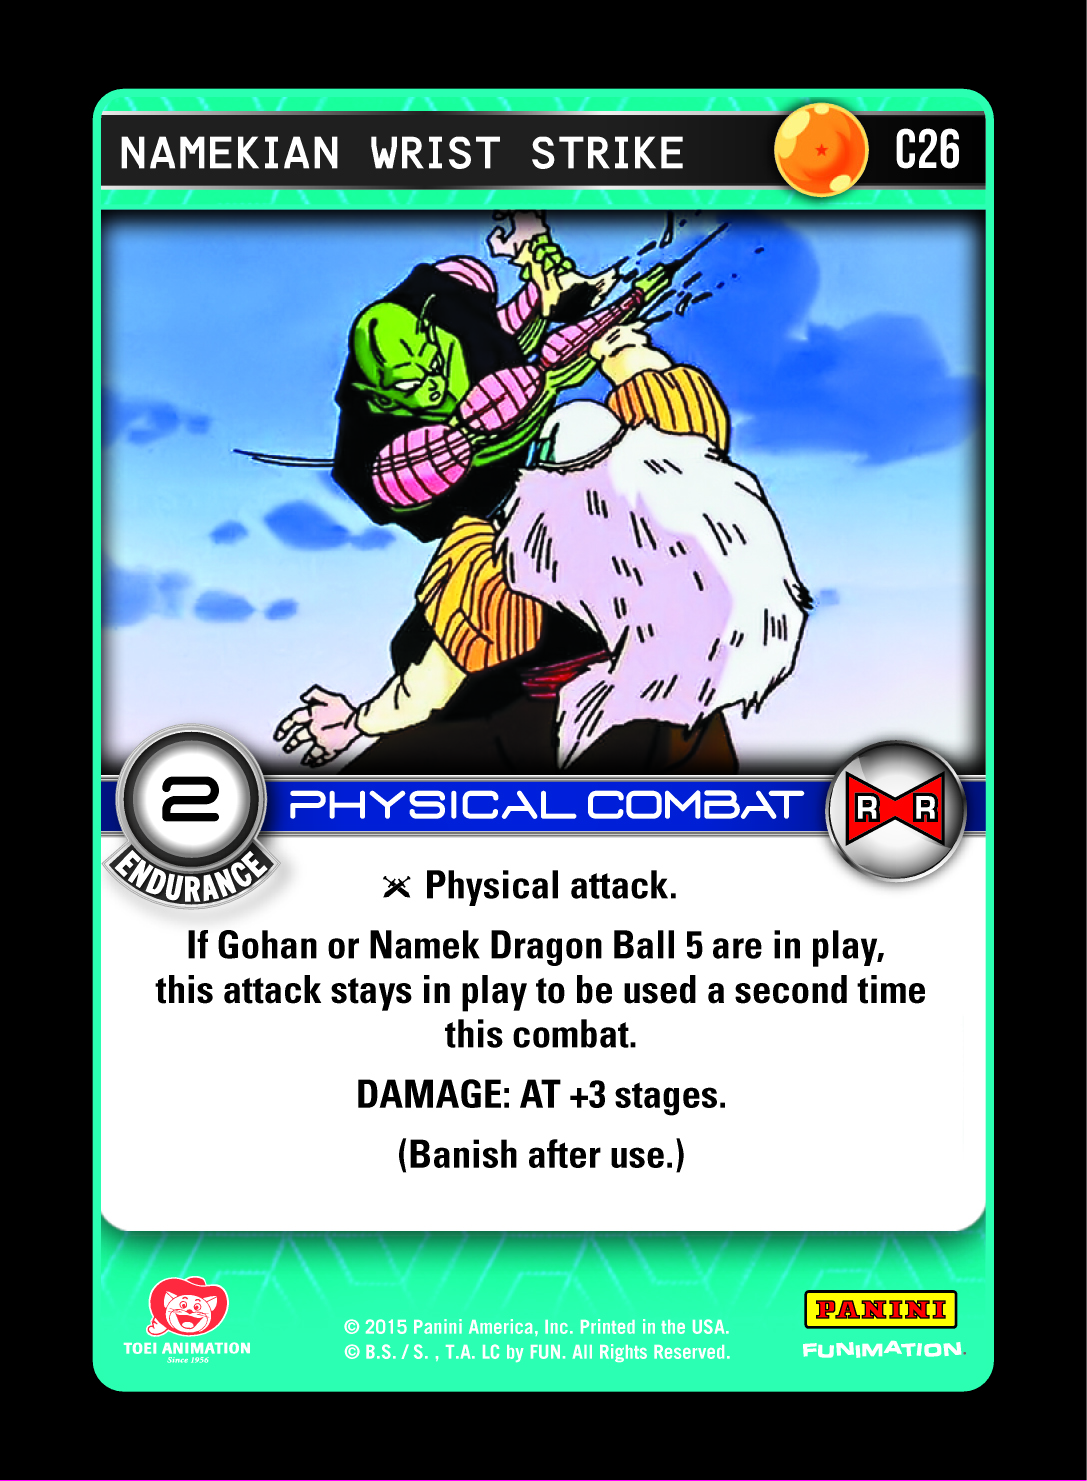 NAMEKIAN WRIST STRIKE C26
2 PHYSICAL COMBAT R R
ENDURANCE
Physical attack.
If Gohan or Namek Dragon Ball 5 are in play,
this attack stays in play to be used a second time
this combat.
DAMAGE: AT +3 stages.
(Banish after use.)
TOEI ANIMATION
Since 1956
© 2015 Panini America, Inc. Printed in the USA.
© B.S. / S. , T.A. LC by FUN. All Rights Reserved.
PANINI
FUNIMATION.